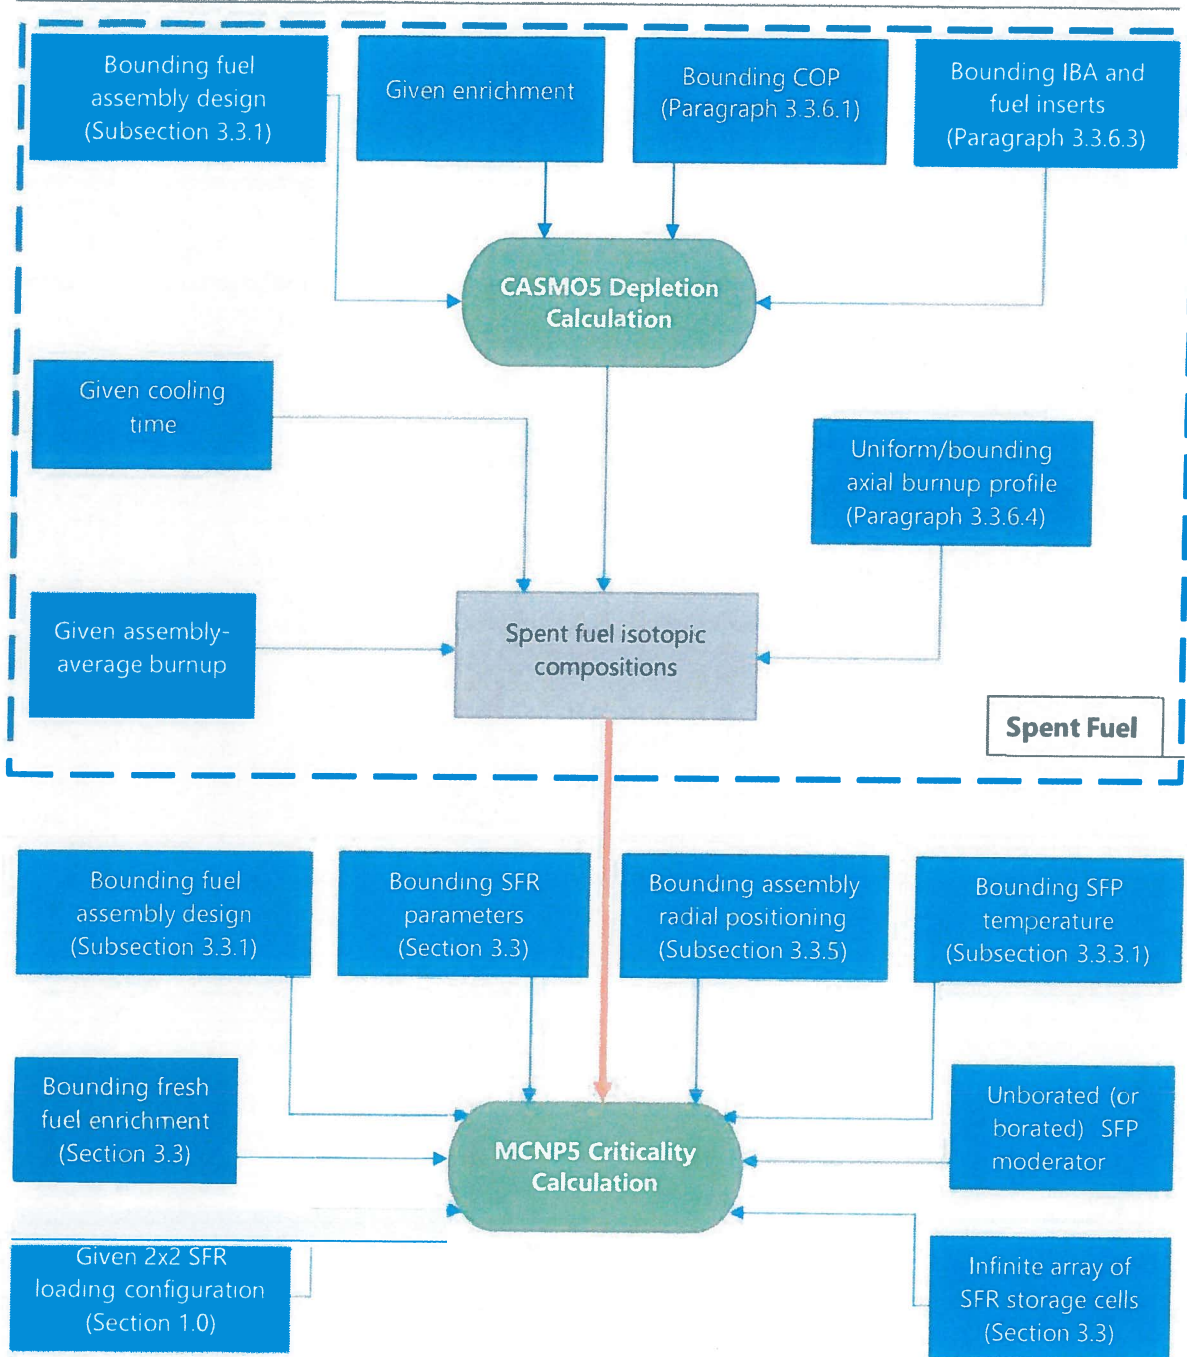 Bounding fuel
assembly design
(Subsection 3.3.1)
Given enrichment
Bounding COP
(Paragraph 3.3.6.1)
Bounding IBA and
fuel inserts
(Paragraph 3.3.6.3)
CASMO5 Depletion
Calculation
Given cooling
time
Uniform/bounding
axial burnup profile
(Paragraph 3.3.6.4)
Given assembly-
average burnup
Spent fuel isotopic
compositions
Spent Fuel
Bounding fuel
assembly design
(Subsection 3.3.1)
Bounding SFR
parameters
(Section 3.3)
Bounding assembly
radial positioning
(Subsection 3.3.5)
Bounding SFP
temperature
(Subsection 3.3.3.1)
Bounding fresh
fuel enrichment
(Section 3.3)
MCNP5 Criticality
Calculation
Unborated (or
borated) SFP
moderator
Given 2x2 SFR
loading configuration
(Section 1.0)
Infinite array of
SFR storage cells
(Section 3.3)